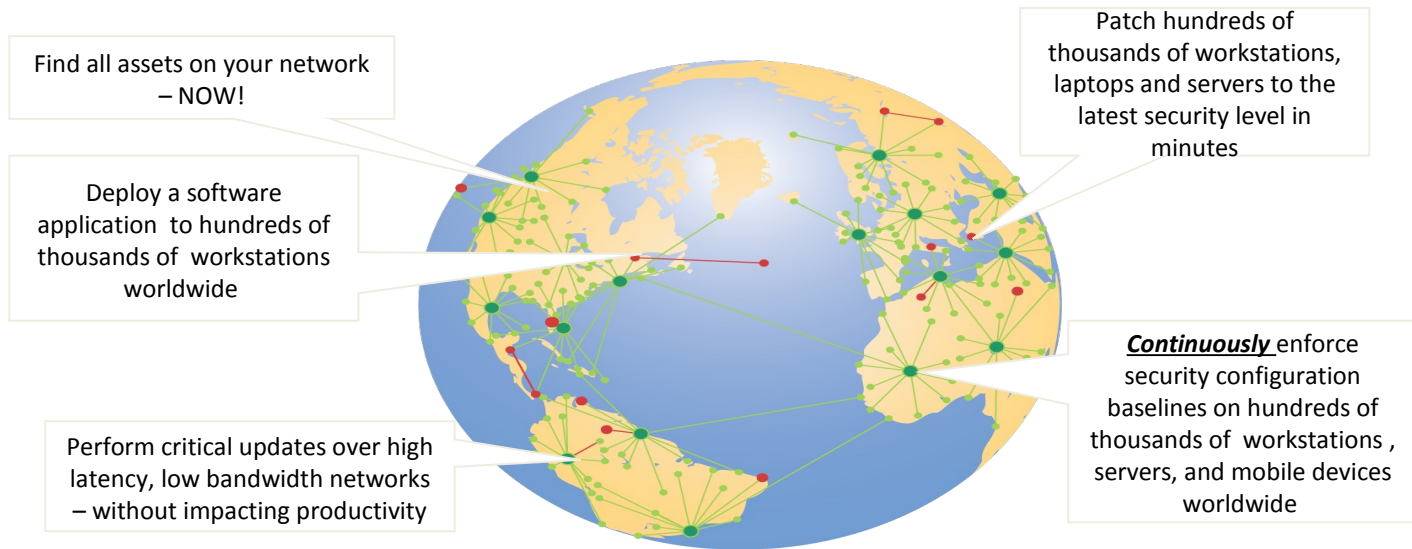 Find all assets on your network
– NOW!
Deploy a software
application to hundreds of
thousands of workstations
worldwide
Perform critical updates over high
latency, low bandwidth networks
– without impacting productivity
Patch hundreds of
thousands of workstations,
laptops and servers to the
latest security level in
minutes
Continuously enforce
security configuration
baselines on hundreds of
thousands of workstations ,
servers, and mobile devices
worldwide